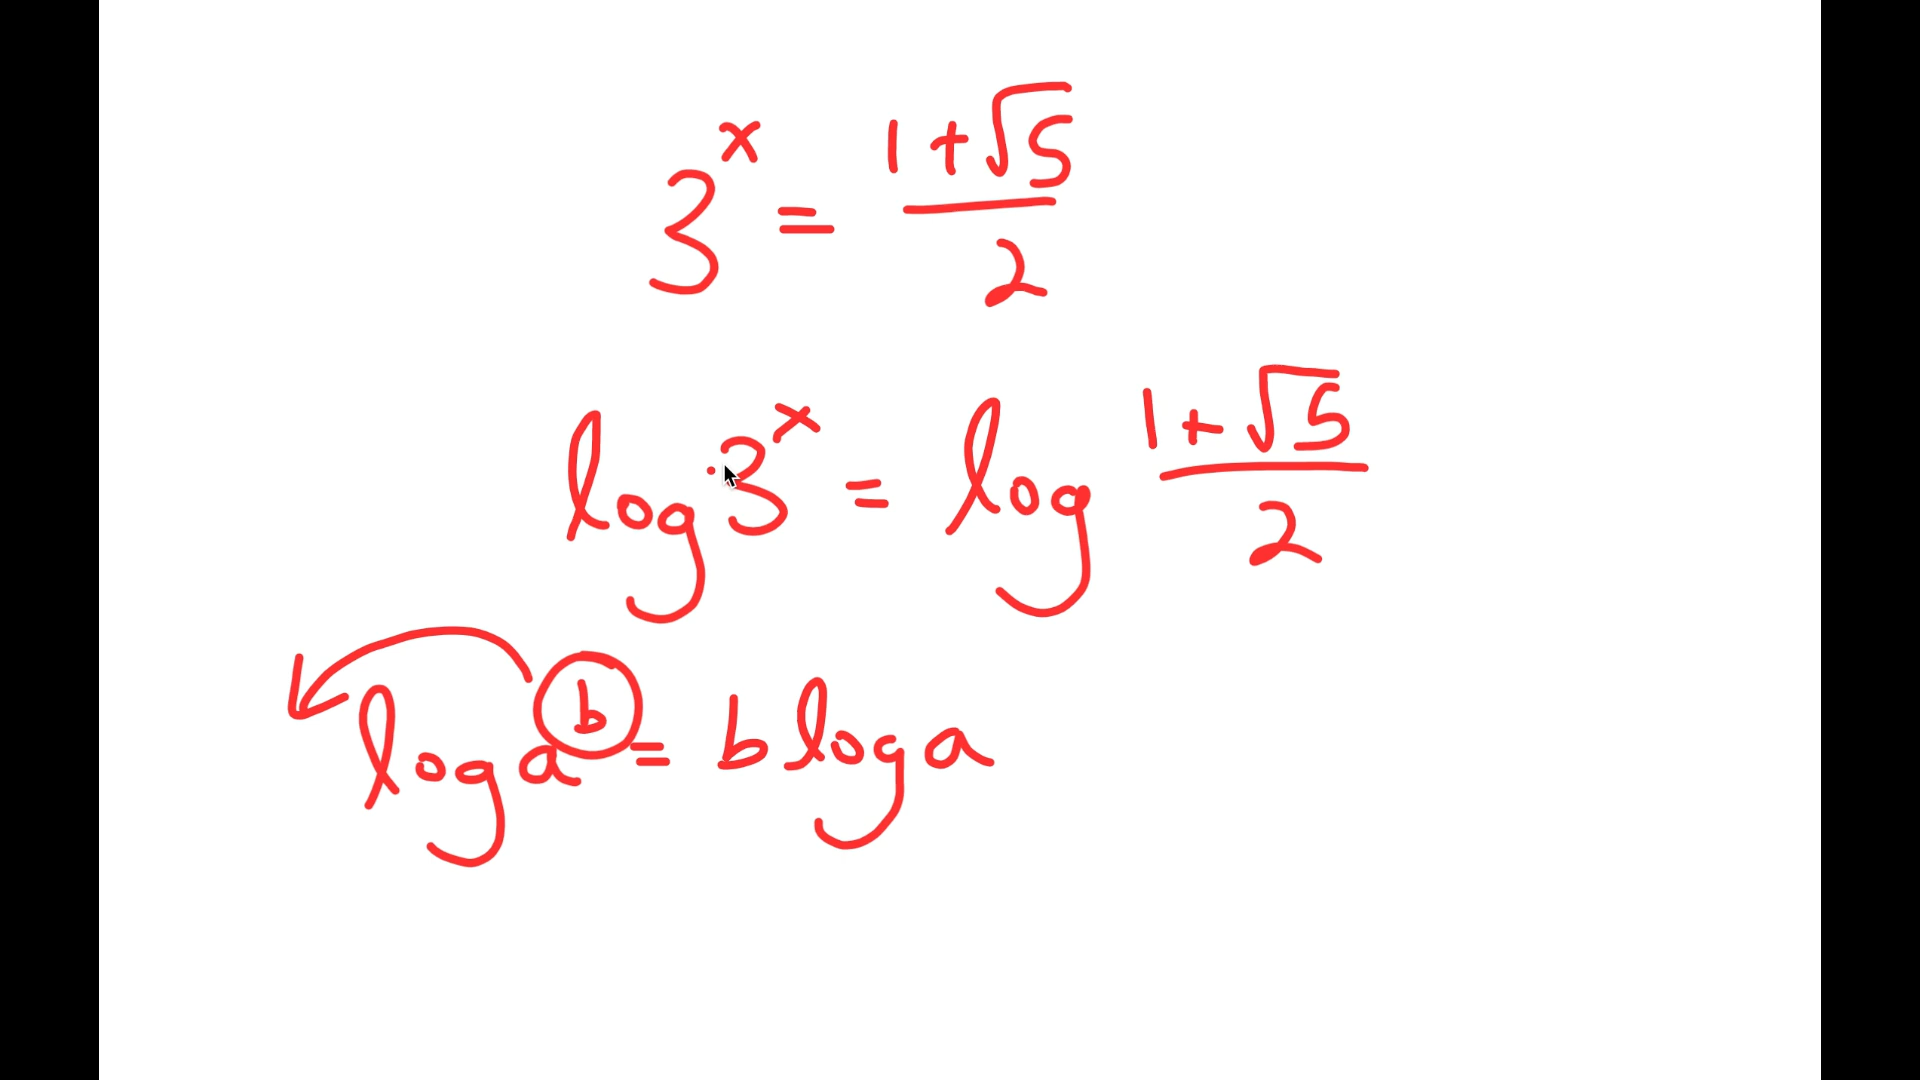 3^x = (1+√5)/2
log 3^x = log (1+√5)/2
log a^b = b log a